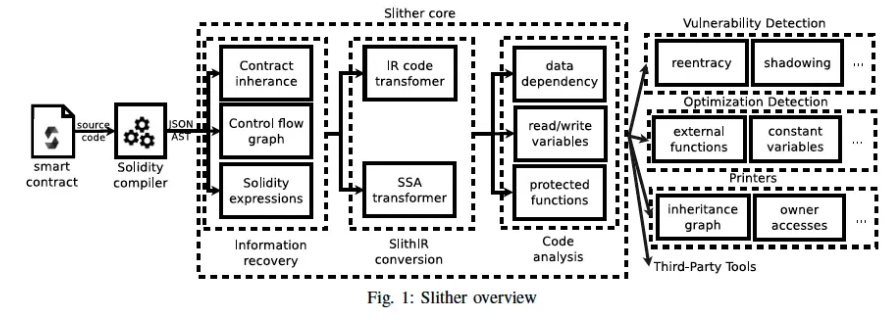 Slither core
Vulnerability Detection
Contract
inherance
IR code
transfomer
data
dependency
reentracy
shadowing
...
Optimization Detection
smart
contract
source
code
Solidity
compiler
JSON
AST
Control flow
graph
read/write
variables
external
functions
constant
variables
...
Printers
Solidity
expressions
SSA
transformer
protected
functions
inheritance
graph
owner
accesses
...
Information
recovery
SlithIR
conversion
Code
analysis
Third-Party Tools
Fig. 1: Slither overview